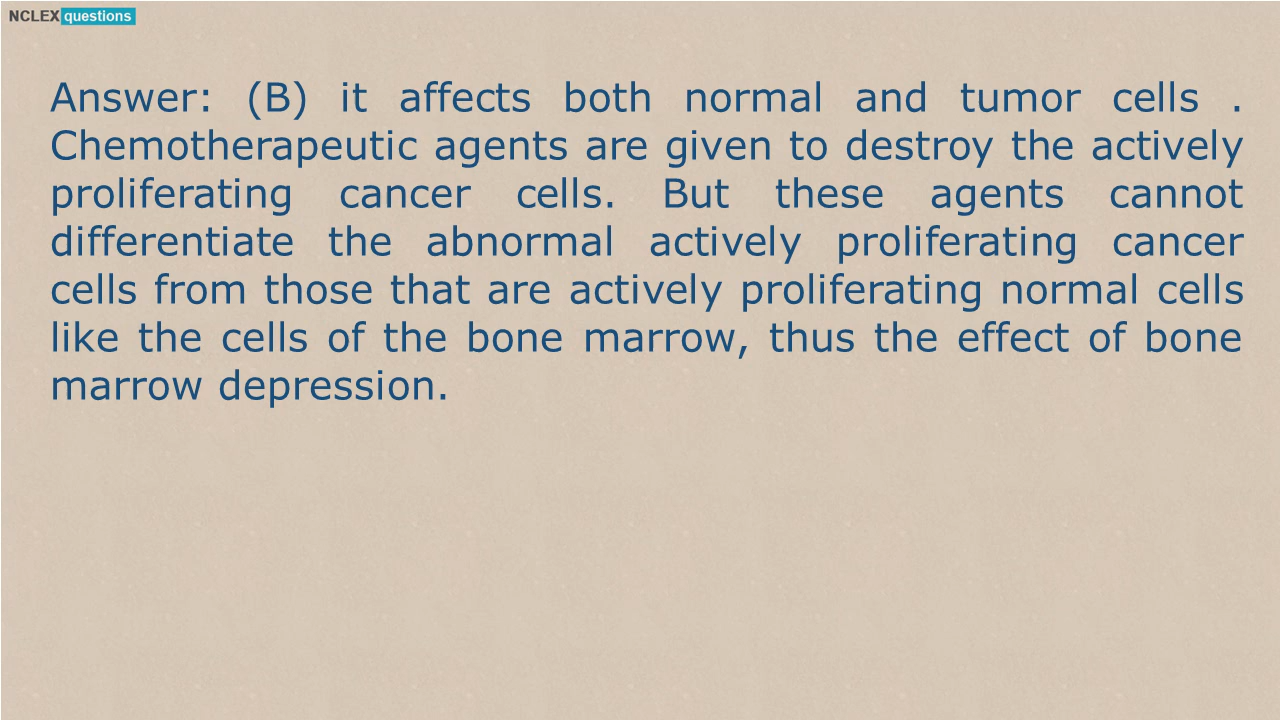 NCLEX questions
Answer: (B) it affects both normal and tumor cells .
Chemotherapeutic agents are given to destroy the actively
proliferating cancer cells. But these agents cannot
differentiate the abnormal actively proliferating cancer
cells from those that are actively proliferating normal cells
like the cells of the bone marrow, thus the effect of bone
marrow depression.